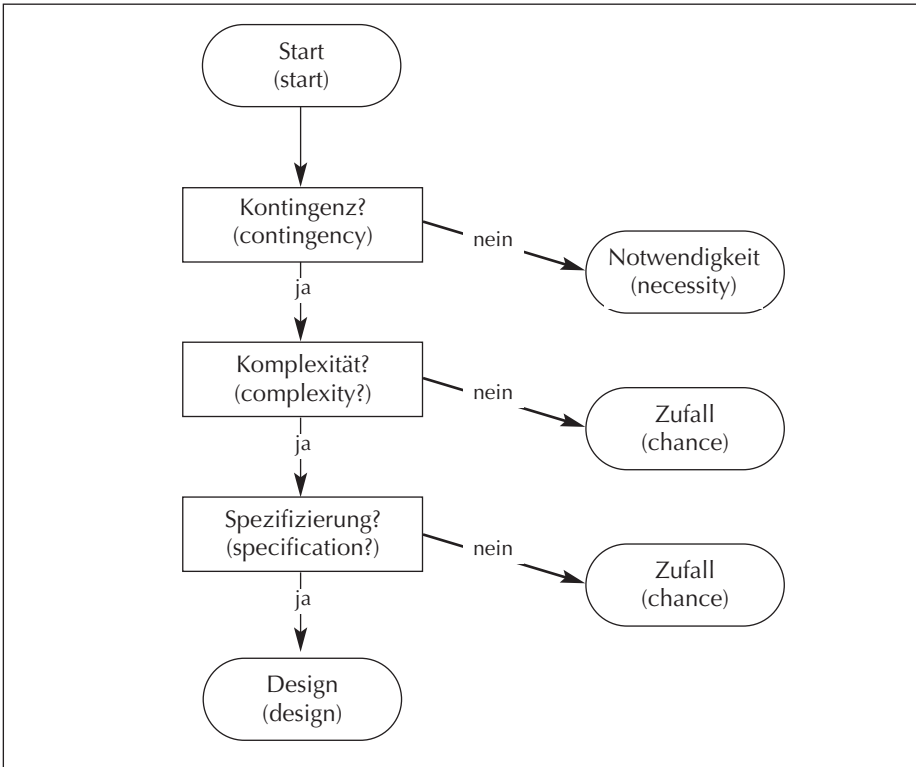 Start
(start)
Kontingenz?
(contingency)
nein
Notwendigkeit
(necessity)
ja
Komplexität?
(complexity?)
nein
Zufall
(chance)
ja
Spezifizierung?
(specification?)
nein
Zufall
(chance)
ja
Design
(design)